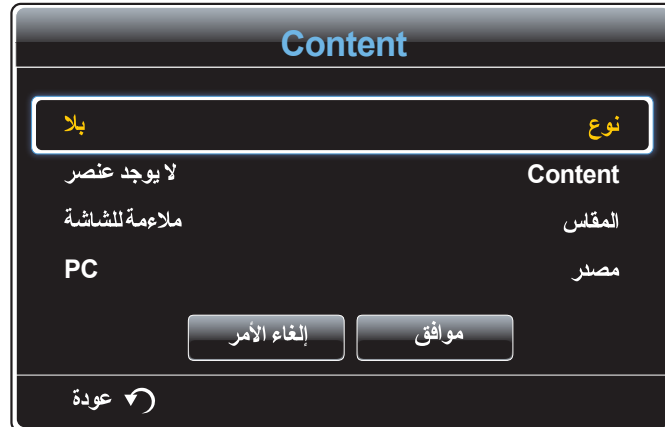 Content
نوع بلا
Content لا يوجد عنصر
المقاس ملاءمة للشاشة
مصدر PC
موافق إلغاء الأمر
عودة